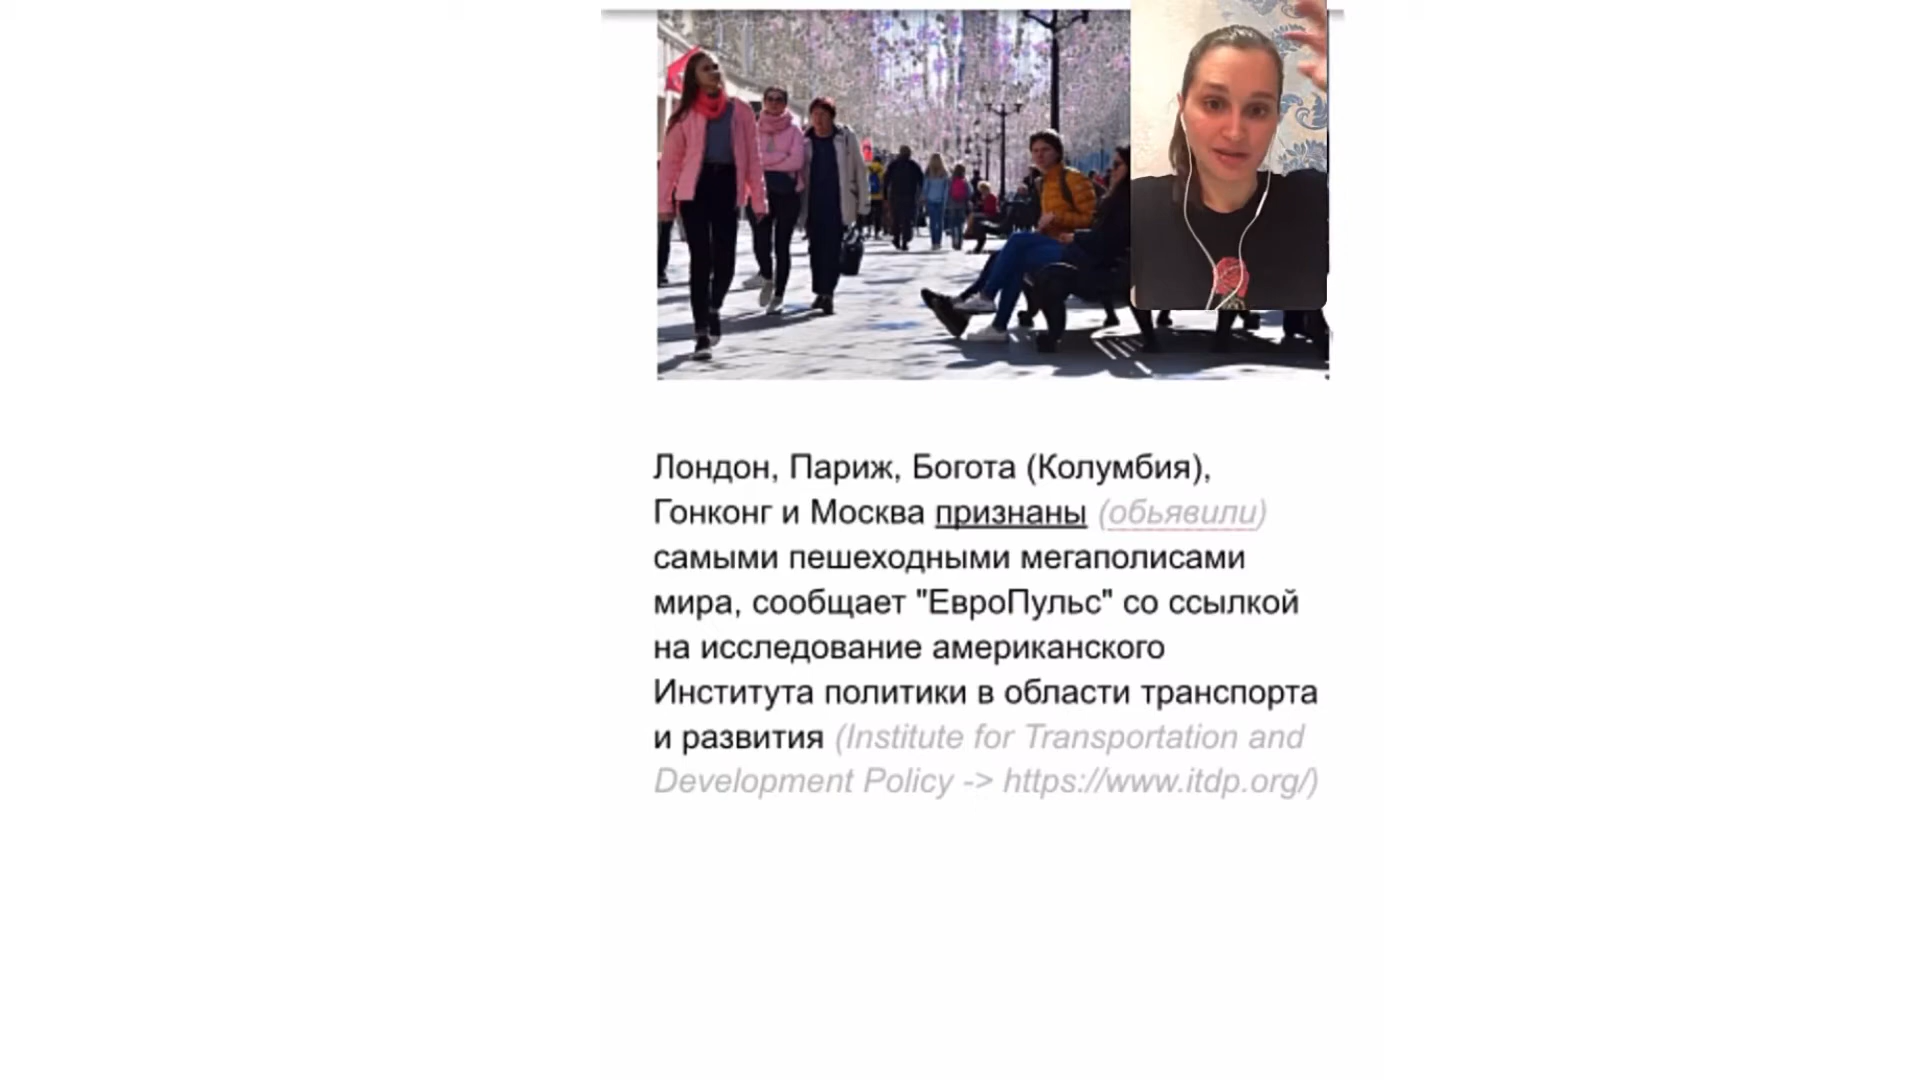 Лондон, Париж, Богота (Колумбия),
Гонконг и Москва признаны (обьявили)
самыми пешеходными мегаполисами
мира, сообщает "ЕвроПульс" со ссылкой
на исследование американского
Института политики в области транспорта
и развития (Institute for Transportation and
Development Policy -> https://www.itdp.org/)